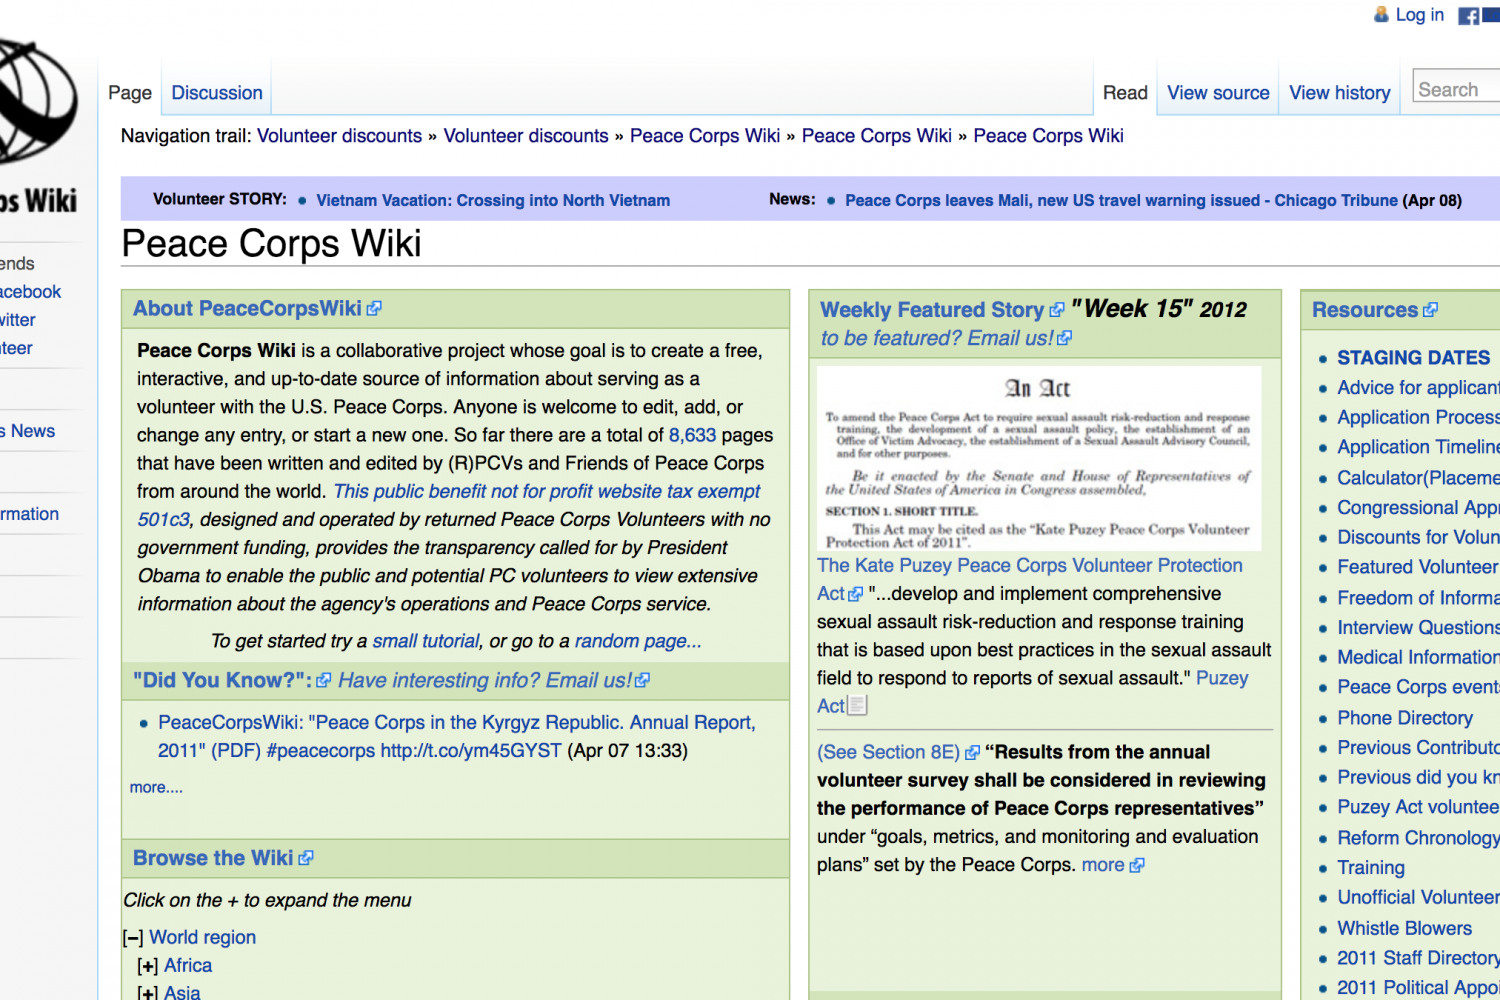 Log in
Page Discussion Read View source View history Search
Navigation trail: Volunteer discounts » Volunteer discounts » Peace Corps Wiki » Peace Corps Wiki » Peace Corps Wiki
Volunteer STORY: • Vietnam Vacation: Crossing into North Vietnam News: • Peace Corps leaves Mali, new US travel warning issued - Chicago Tribune (Apr 08)
ps Wiki
ends
acebook
witter
nteer
s News
rmation
Peace Corps Wiki
About PeaceCorpsWiki
Peace Corps Wiki is a collaborative project whose goal is to create a free,
interactive, and up-to-date source of information about serving as a
volunteer with the U.S. Peace Corps. Anyone is welcome to edit, add, or
change any entry, or start a new one. So far there are a total of 8,633 pages
that have been written and edited by (R)PCVs and Friends of Peace Corps
from around the world. This public benefit not for profit website tax exempt
501c3, designed and operated by returned Peace Corps Volunteers with no
government funding, provides the transparency called for by President
Obama to enable the public and potential PC volunteers to view extensive
information about the agency's operations and Peace Corps service.
To get started try a small tutorial, or go to a random page...
"Did You Know?": Have interesting info? Email us!
• PeaceCorpsWiki: "Peace Corps in the Kyrgyz Republic. Annual Report,
2011" (PDF) #peacecorps http://t.co/ym45GYST (Apr 07 13:33)
more....
Browse the Wiki
Click on the + to expand the menu
[–] World region
[+] Africa
[+] Asia
Weekly Featured Story "Week 15" 2012
to be featured? Email us!
An Act
To amend the Peace Corps Act to require sexual assault risk-reduction and response
training, the development of a sexual assault policy, the establishment of an
Office of Victim Advocacy, the establishment of a Sexual Assault Advisory Council,
and for other purposes.
Be it enacted by the Senate and House of Representatives of
the United States of America in Congress assembled,
SECTION 1. SHORT TITLE.
This Act may be cited as the “Kate Puzey Peace Corps Volunteer
Protection Act of 2011”.
The Kate Puzey Peace Corps Volunteer Protection
Act "...develop and implement comprehensive
sexual assault risk-reduction and response training
that is based upon best practices in the sexual assault
field to respond to reports of sexual assault." Puzey
Act
(See Section 8E) “Results from the annual
volunteer survey shall be considered in reviewing
the performance of Peace Corps representatives”
under “goals, metrics, and monitoring and evaluation
plans” set by the Peace Corps. more
Resources
• STAGING DATES
• Advice for applicant
• Application Process
• Application Timeline
• Calculator(Placeme
• Congressional Appr
• Discounts for Volun
• Featured Volunteer
• Freedom of Informa
• Interview Questions
• Medical Information
• Peace Corps events
• Phone Directory
• Previous Contributo
• Previous did you kn
• Puzey Act voluntee
• Reform Chronology
• Training
• Unofficial Volunteer
• Whistle Blowers
• 2011 Staff Directory
• 2011 Political Appoi